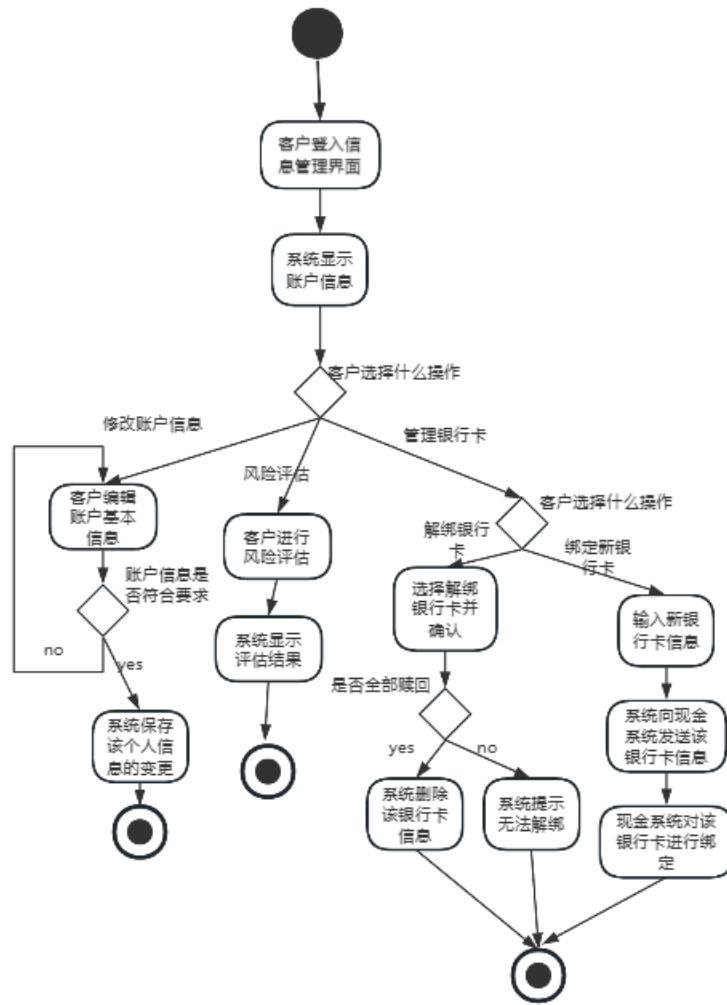 客户登入信
息管理界面
系统显示
账户信息
客户选择什么操作
修改账户信息
风险评估
管理银行卡
客户编辑
账户基本
信息
账户信息是
否符合要求
no
yes
系统保存
该个人信
息的变更
客户进行
风险评估
系统显示
评估结果
客户选择什么操作
解绑银行
卡
绑定新银
行卡
选择解绑
银行卡并
确认
是否全部赎回
yes
no
系统删除
该银行卡
信息
系统提示
无法解绑
输入新银
行卡信息
系统向现金
系统发送该
银行卡信息
现金系统对该
银行卡进行绑
定